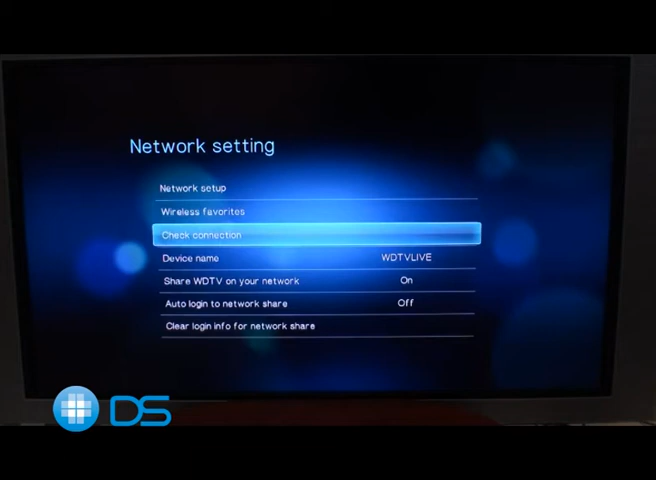 Network setting
Network setup
Wireless favorites
Check connection
Device name WDTVLIVE
Share WDTV on your network On
Auto login to network share Off
Clear login info for network share
DS